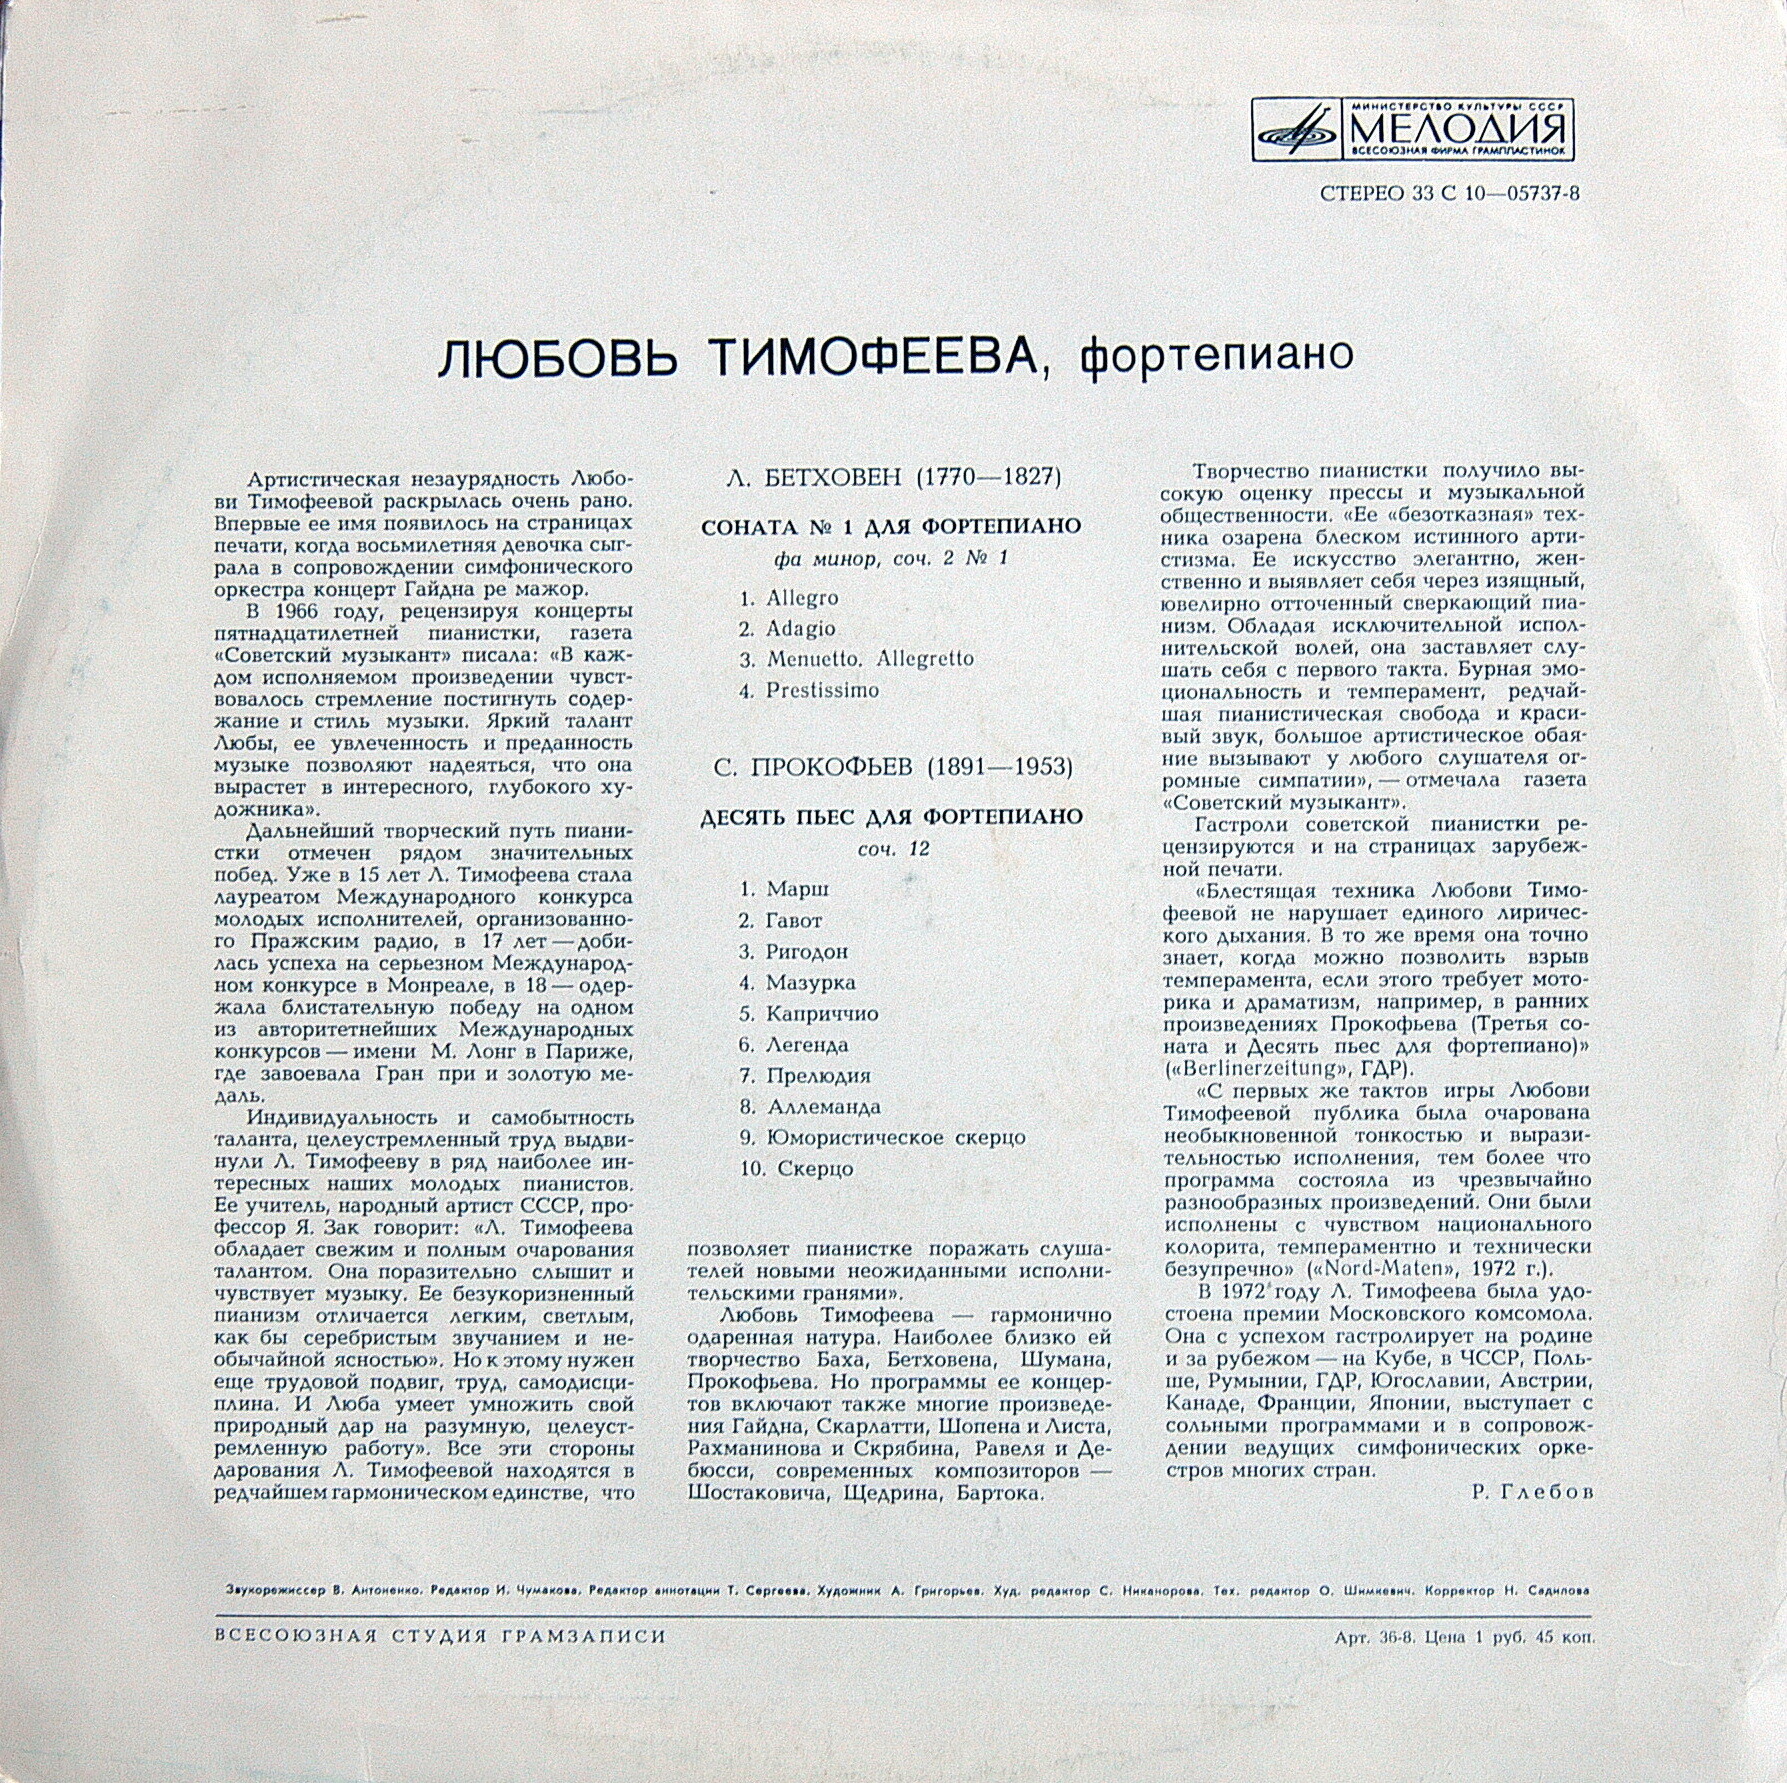 МИНИСТЕРСТВО КУЛЬТУРЫ СССР
МЕЛОДИЯ
ВСЕСОЮЗНАЯ ФИРМА ГРАМПЛАСТИНОК
СТЕРЕО 33 С 10—05737-8
ЛЮБОВЬ ТИМОФЕЕВА, фортепиано
Артистическая незаурядность Любо-
ви Тимофеевой раскрылась очень рано.
Впервые ее имя появилось на страницах
печати, когда восьмилетняя девочка сыг-
рала в сопровождении симфонического
оркестра концерт Гайдна ре мажор.
В 1966 году, рецензируя концерты
пятнадцатилетней пианистки, газета
«Советский музыкант» писала: «В каж-
дом исполняемом произведении чувст-
вовалось стремление постигнуть содер-
жание и стиль музыки. Яркий талант
Любы, ее увлеченность и преданность
музыке позволяют надеяться, что она
вырастет в интересного, глубокого ху-
дожника».
Дальнейший творческий путь пиани-
стки отмечен рядом значительных
побед. Уже в 15 лет Л. Тимофеева стала
лауреатом Международного конкурса
молодых исполнителей, организованно-
го Пражским радио, в 17 лет — доби-
лась успеха на серьезном Международ-
ном конкурсе в Монреале, в 18 — одер-
жала блистательную победу на одном
из авторитетнейших Международных
конкурсов — имени М. Лонг в Париже,
где завоевала Гран при и золотую ме-
даль.
Индивидуальность и самобытность
таланта, целеустремленный труд выдви-
нули Л. Тимофееву в ряд наиболее ин-
тересных наших молодых пианистов.
Ее учитель, народный артист СССР, про-
фессор Я. Зак говорит: «Л. Тимофеева
обладает свежим и полным очарования
талантом. Она поразительно слышит и
чувствует музыку. Ее безукоризненный
пианизм отличается легким, светлым,
как бы серебристым звучанием и не-
обычайной ясностью». Но к этому нужен
еще трудовой подвиг, труд, самодисци-
плина. И Люба умеет умножить свой
природный дар на разумную, целеуст-
ремленную работу». Все эти стороны
дарования Л. Тимофеевой находятся в
редчайшем гармоническом единстве, что
Л. БЕТХОВЕН (1770—1827)
СОНАТА № 1 ДЛЯ ФОРТЕПИАНО
фа минор, соч. 2 № 1
1. Allegro
2. Adagio
3. Menuetto. Allegretto
4. Prestissimo
С. ПРОКОФЬЕВ (1891—1953)
ДЕСЯТЬ ПЬЕС ДЛЯ ФОРТЕПИАНО
соч. 12
1. Марш
2. Гавот
3. Ригодон
4. Мазурка
5. Каприччио
6. Легенда
7. Прелюдия
8. Аллеманда
9. Юмористическое скерцо
10. Скерцо
позволяет пианистке поражать слуша-
телей новыми неожиданными исполни-
тельскими гранями».
Любовь Тимофеева — гармонично
одаренная натура. Наиболее близко ей
творчество Баха, Бетховена, Шумана,
Прокофьева. Но программы ее концер-
тов включают также многие произведе-
ния Гайдна, Скарлатти, Шопена и Листа,
Рахманинова и Скрябина, Равеля и Де-
бюсси, современных композиторов —
Шостаковича, Щедрина, Бартока.
Творчество пианистки получило вы-
сокую оценку прессы и музыкальной
общественности. «Ее «безотказная» тех-
ника озарена блеском истинного арти-
стизма. Ее искусство элегантно, жен-
ственно и выявляет себя через изящный,
ювелирно отточенный сверкающий пиа-
низм. Обладая исключительной испол-
нительской волей, она заставляет слу-
шать себя с первого такта. Бурная эмо-
циональность и темперамент, редчай-
шая пианистическая свобода и краси-
вый звук, большое артистическое обая-
ние вызывают у любого слушателя ог-
ромные симпатии», — отмечала газета
«Советский музыкант».
Гастроли советской пианистки ре-
цензируются и на страницах зарубеж-
ной печати.
«Блестящая техника Любови Тимо-
феевой не нарушает единого лиричес-
кого дыхания. В то же время она точно
знает, когда можно позволить взрыв
темперамента, если этого требует мото-
рика и драматизм, например, в ранних
произведениях Прокофьева (Третья со-
ната и Десять пьес для фортепиано)»
(«Berlinerzeitung», ГДР).
«С первых же тактов игры Любови
Тимофеевой публика была очарована
необыкновенной тонкостью и вырази-
тельностью исполнения, тем более что
программа состояла из чрезвычайно
разнообразных произведений. Они были
исполнены с чувством национального
колорита, темпераментно и технически
безупречно» («Nord-Maten», 1972 г.).
В 1972 году Л. Тимофеева была удо-
стоена премии Московского комсомола.
Она с успехом гастролирует на родине
и за рубежом — на Кубе, в ЧССР, Поль-
ше, Румынии, ГДР, Югославии, Австрии,
Канаде, Франции, Японии, выступает с
сольными программами и в сопровож-
дении ведущих симфонических орке-
стров многих стран.
Р. Глебов
Звукорежиссер В. Антоненко. Редактор И. Чумакова. Редактор аннотации Т. Сергеева. Художник А. Григорьев. Худ. редактор С. Никанорова. Тех. редактор О. Шимкевич. Корректор Н. Садилова
ВСЕСОЮЗНАЯ СТУДИЯ ГРАМЗАПИСИ
Арт. 36-8. Цена 1 руб. 45 коп.